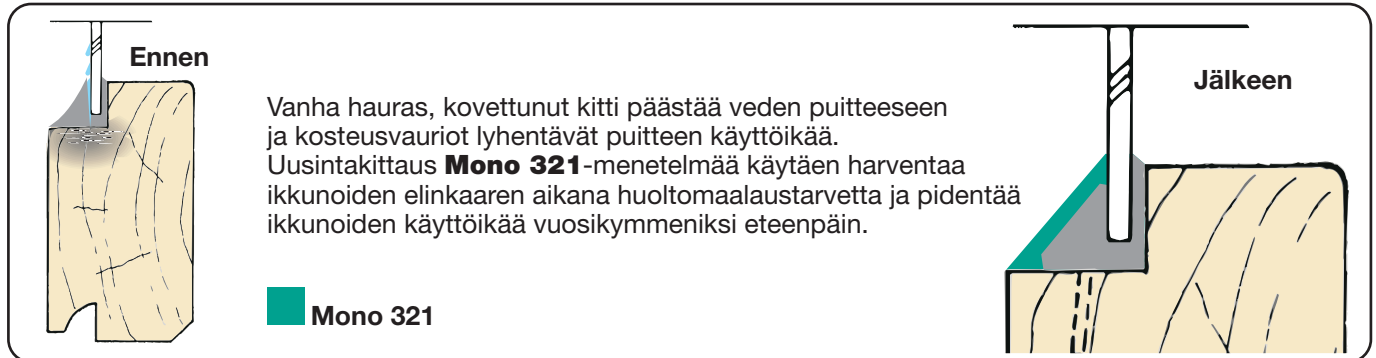 Ennen
Jälkeen
Vanha hauras, kovettunut kitti päästää veden puitteeseen
ja kosteusvauriot lyhentävät puitteen käyttöikää.
Uusintakittaus Mono 321-menetelmää käytäen harventaa
ikkunoiden elinkaaren aikana huoltomaalaustarvetta ja pidentää
ikkunoiden käyttöikää vuosikymmeniksi eteenpäin.
Mono 321